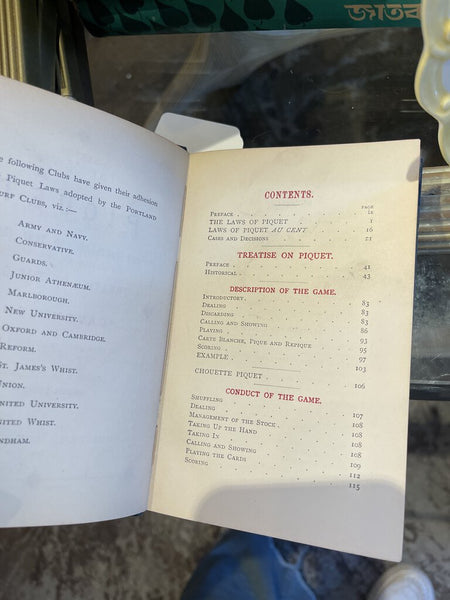 জাতক
e following Clubs have given their adhesion
Piquet Laws adopted by the PORTLAND
URF CLUBS, viz.:—
ARMY AND NAVY.
CONSERVATIVE.
GUARDS.
JUNIOR ATHENÆUM.
MARLBOROUGH.
NEW UNIVERSITY.
OXFORD AND CAMBRIDGE.
REFORM.
ST. JAMES'S WHIST.
UNION.
UNITED UNIVERSITY.
UNITED WHIST.
NDHAM.
CONTENTS.
PAGE
PREFACE ix
THE LAWS OF PIQUET 1
LAWS OF PIQUET AU CENT 16
CASES AND DECISIONS 21
TREATISE ON PIQUET.
PREFACE 41
HISTORICAL 43
DESCRIPTION OF THE GAME.
INTRODUCTORY 83
DEALING 83
DISCARDING 83
CALLING AND SHOWING 86
PLAYING 93
CARTE BLANCHE, PIQUE AND REPIQUE 95
SCORING 97
EXAMPLE 103
CHOUETTE PIQUET 106
CONDUCT OF THE GAME.
SHUFFLING 107
DEALING 108
MANAGEMENT OF THE STOCK 108
TAKING UP THE HAND 108
TAKING IN 109
CALLING AND SHOWING 112
PLAYING THE CARDS 115
SCORING